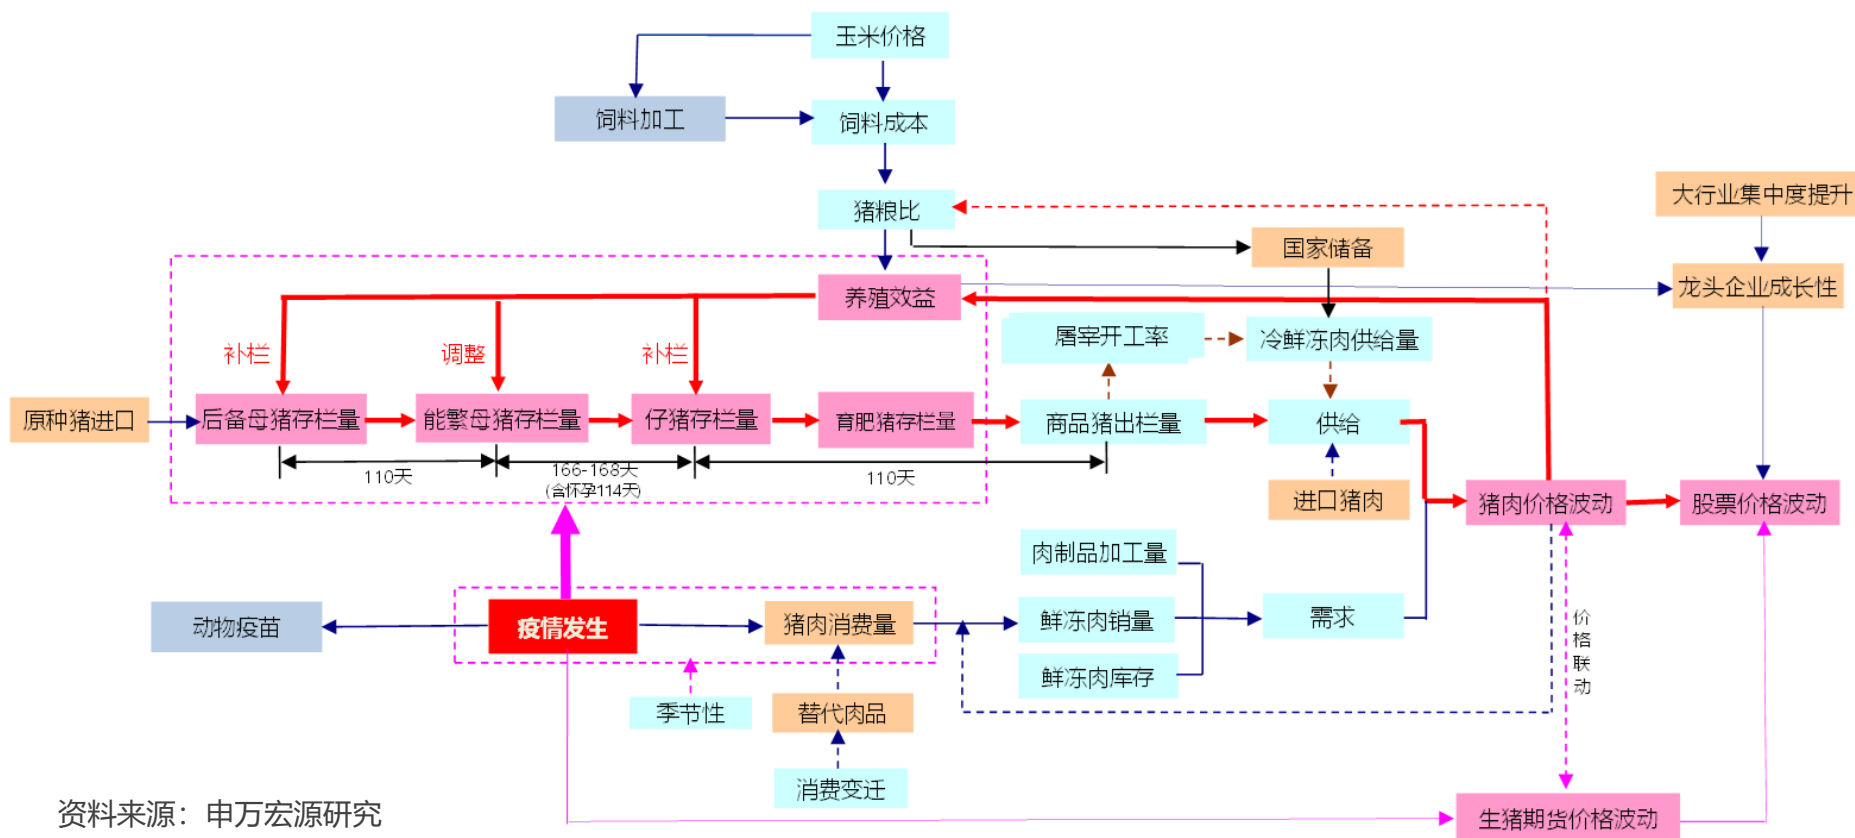 玉米价格
饲料加工
饲料成本
猪粮比
大行业集中度提升
国家储备
养殖效益
龙头企业成长性
屠宰开工率
冷鲜冻肉供给量
补栏
调整
补栏
原种猪进口
后备母猪存栏量
能繁母猪存栏量
仔猪存栏量
育肥猪存栏量
商品猪出栏量
供给
110天
166-168天
(含怀孕114天)
110天
进口猪肉
猪肉价格波动
股票价格波动
肉制品加工量
动物疫苗
疫情发生
猪肉消费量
鲜冻肉销量
需求
价格联动
鲜冻肉库存
季节性
替代肉品
消费变迁
生猪期货价格波动
资料来源：申万宏源研究